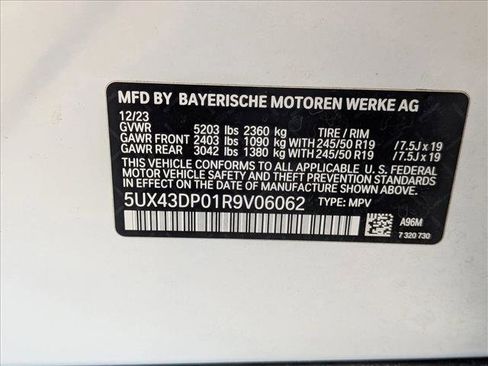 MFD BY BAYERISCHE MOTOREN WERKE AG
12/23
GVWR 5203 lbs 2360 kg TIRE / RIM
GAWR FRONT 2403 lbs 1090 kg WITH 245/50 R19 /7.5J x 19
GAWR REAR 3042 lbs 1380 kg WITH 245/50 R19 /7.5J x 19
THIS VEHICLE CONFORMS TO ALL APPLICABLE U.S. FEDERAL
MOTOR VEHICLE SAFETY AND THEFT PREVENTION STANDARDS
IN EFFECT ON THE DATE OF MANUFACTURE SHOWN ABOVE.
5UX43DP01R9V06062 TYPE: MPV
A96M
7 320 730